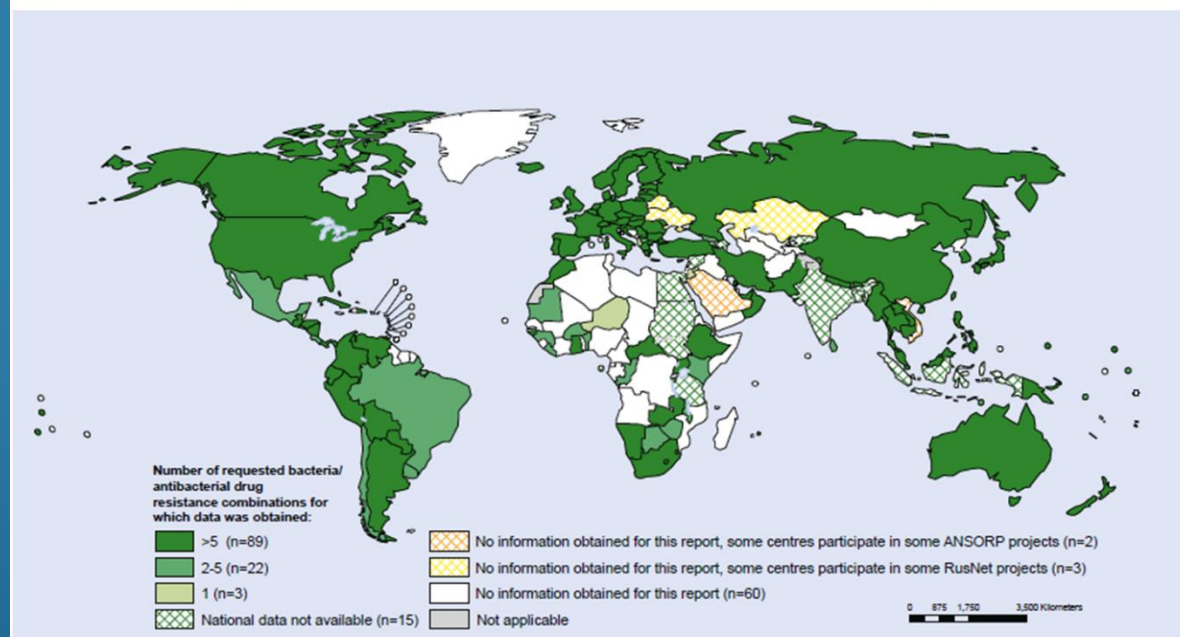 Number of requested bacteria/
antibacterial drug
resistance combinations for
which data was obtained:
>5 (n=89)
2-5 (n=22)
1 (n=3)
National data not available (n=15)
No information obtained for this report, some centres participate in some ANSORP projects (n=2)
No information obtained for this report, some centres participate in some RusNet projects (n=3)
No information obtained for this report (n=60)
Not applicable
0 875 1,750 3,500 Kilometers